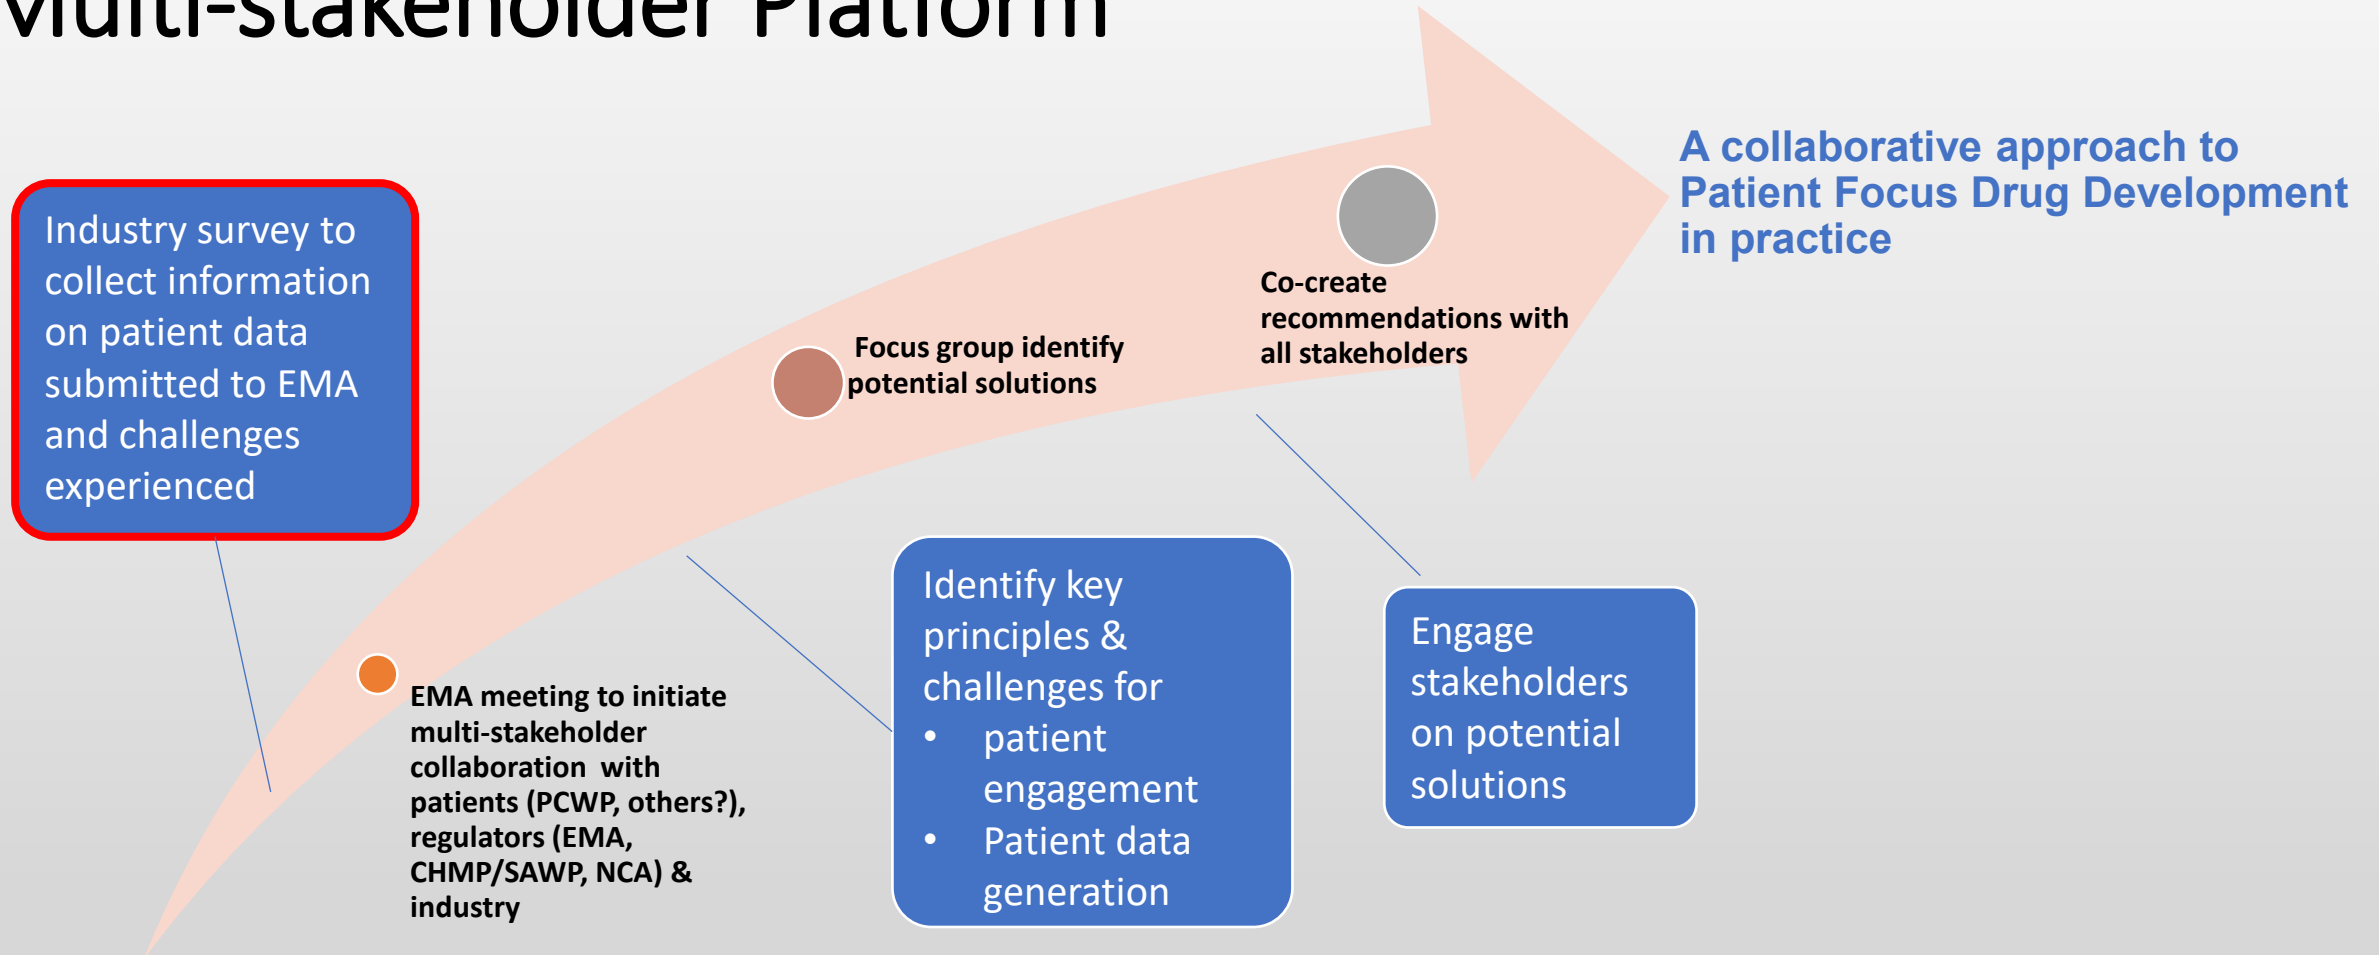 Multi-stakeholder Platform
A collaborative approach to
Patient Focus Drug Development
in practice
Industry survey to
collect information
on patient data
submitted to EMA
and challenges
experienced
Co-create
recommendations with
all stakeholders
Focus group identify
potential solutions
EMA meeting to initiate
multi-stakeholder
collaboration with
patients (PCWP, others?),
regulators (EMA,
CHMP/SAWP, NCA) &
industry
Identify key
principles &
challenges for
• patient
engagement
• Patient data
generation
Engage
stakeholders
on potential
solutions